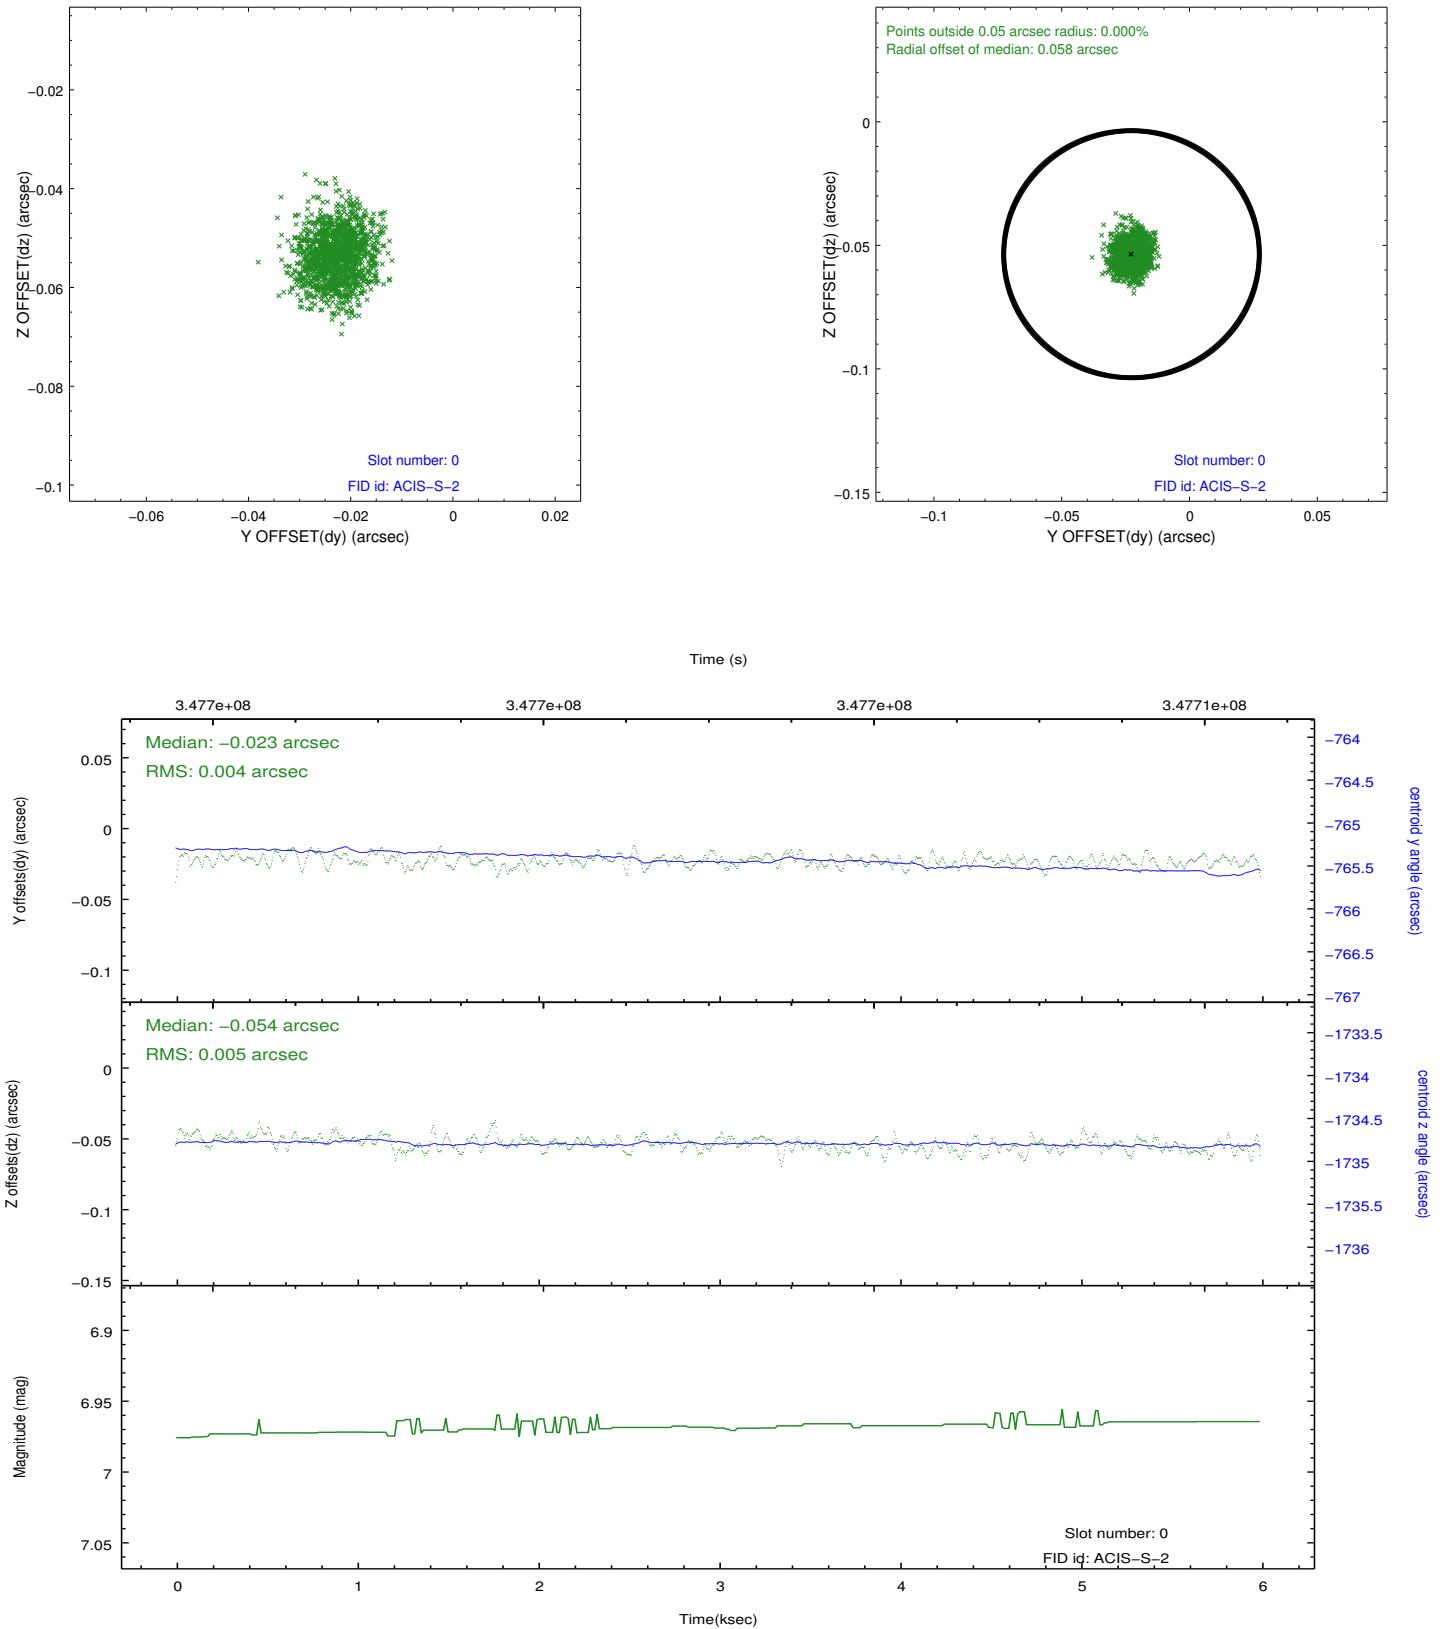 −0.02
−0.04
−0.06
−0.08
−0.1
Z OFFSET(dz) (arcsec)
Slot number: 0
FID id: ACIS−S−2
−0.06
−0.04
−0.02
0
0.02
Y OFFSET(dy) (arcsec)
Points outside 0.05 arcsec radius: 0.000%
Radial offset of median: 0.058 arcsec
0
−0.05
−0.1
−0.15
Z OFFSET(dz) (arcsec)
Slot number: 0
FID id: ACIS−S−2
−0.1
−0.05
0
0.05
Y OFFSET(dy) (arcsec)
Time (s)
3.477e+08
3.477e+08
3.477e+08
3.4771e+08
Median: −0.023 arcsec
RMS: 0.004 arcsec
0.05
0
−0.05
−0.1
Y offsets(dy) (arcsec)
−764
−764.5
−765
−765.5
−766
−766.5
−767
centroid y angle (arcsec)
Median: −0.054 arcsec
RMS: 0.005 arcsec
0
−0.05
−0.1
−0.15
Z offsets(dz) (arcsec)
−1733.5
−1734
−1734.5
−1735
−1735.5
−1736
centroid z angle (arcsec)
6.9
6.95
7
7.05
Magnitude (mag)
Slot number: 0
FID id: ACIS−S−2
0
1
2
3
4
5
6
Time(ksec)